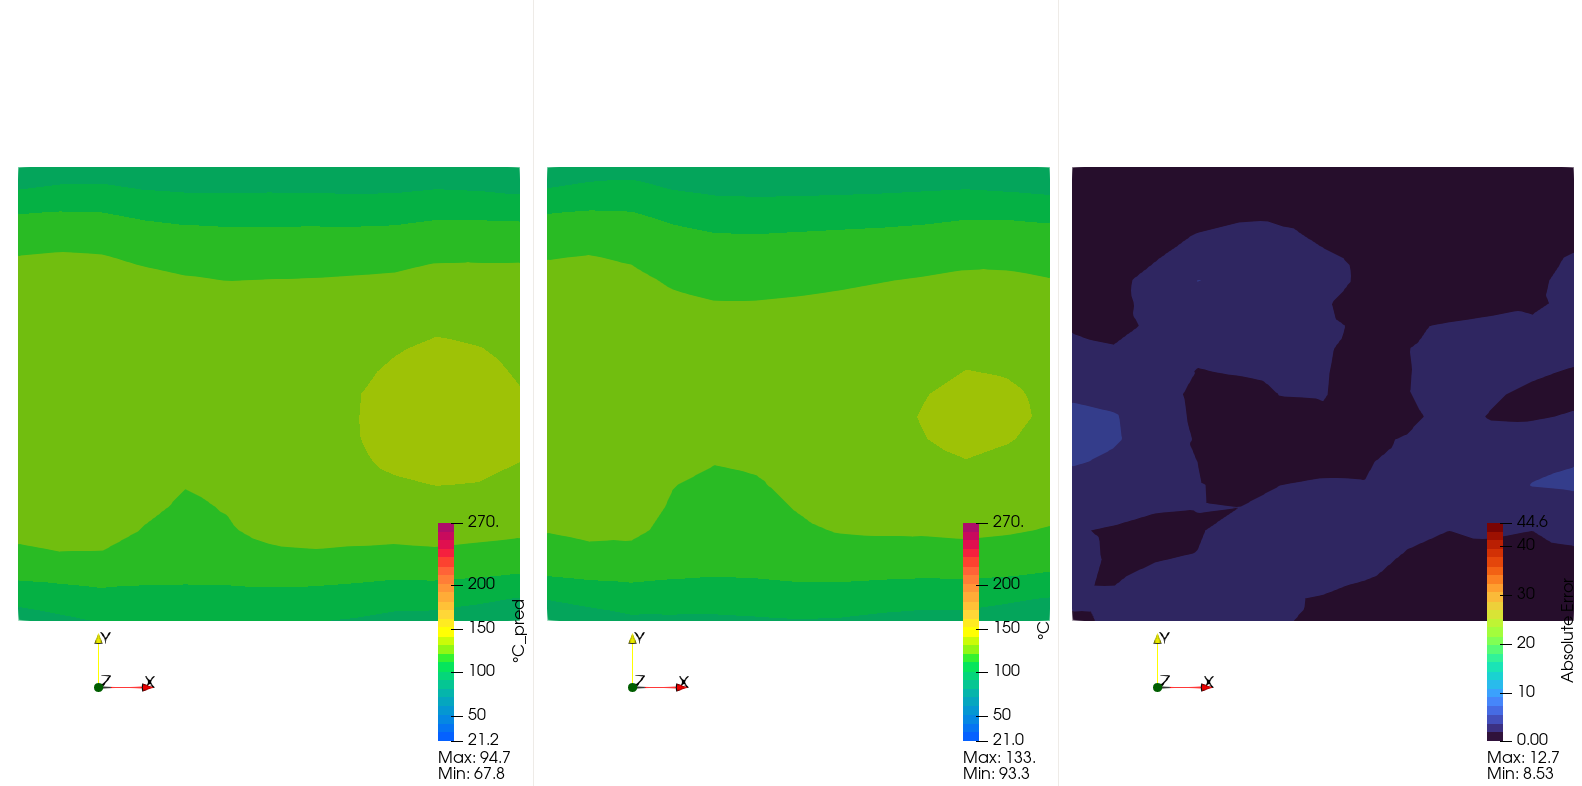 270.
200
150
100
50
21.2
°C_pred
Max: 94.7
Min: 67.8
Y
Z
X
270.
200
150
100
50
21.0
°C
Max: 133.
Min: 93.3
Y
Z
X
44.6
40
30
20
10
0.00
Absolute Error
Max: 12.7
Min: 8.53
Y
Z
X